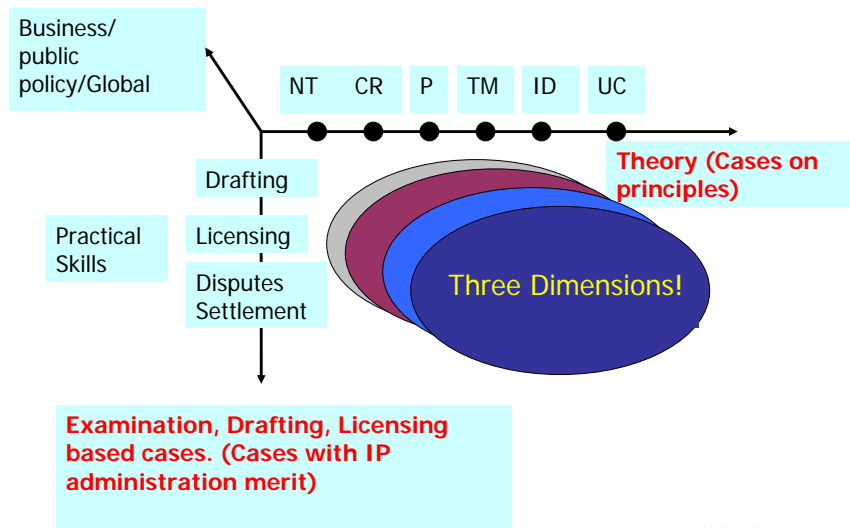 Business/
public
policy/Global
NT CR P TM ID UC
Theory (Cases on
principles)
Drafting
Practical
Skills
Licensing
Disputes
Settlement
Three Dimensions!
Examination, Drafting, Licensing
based cases. (Cases with IP
administration merit)